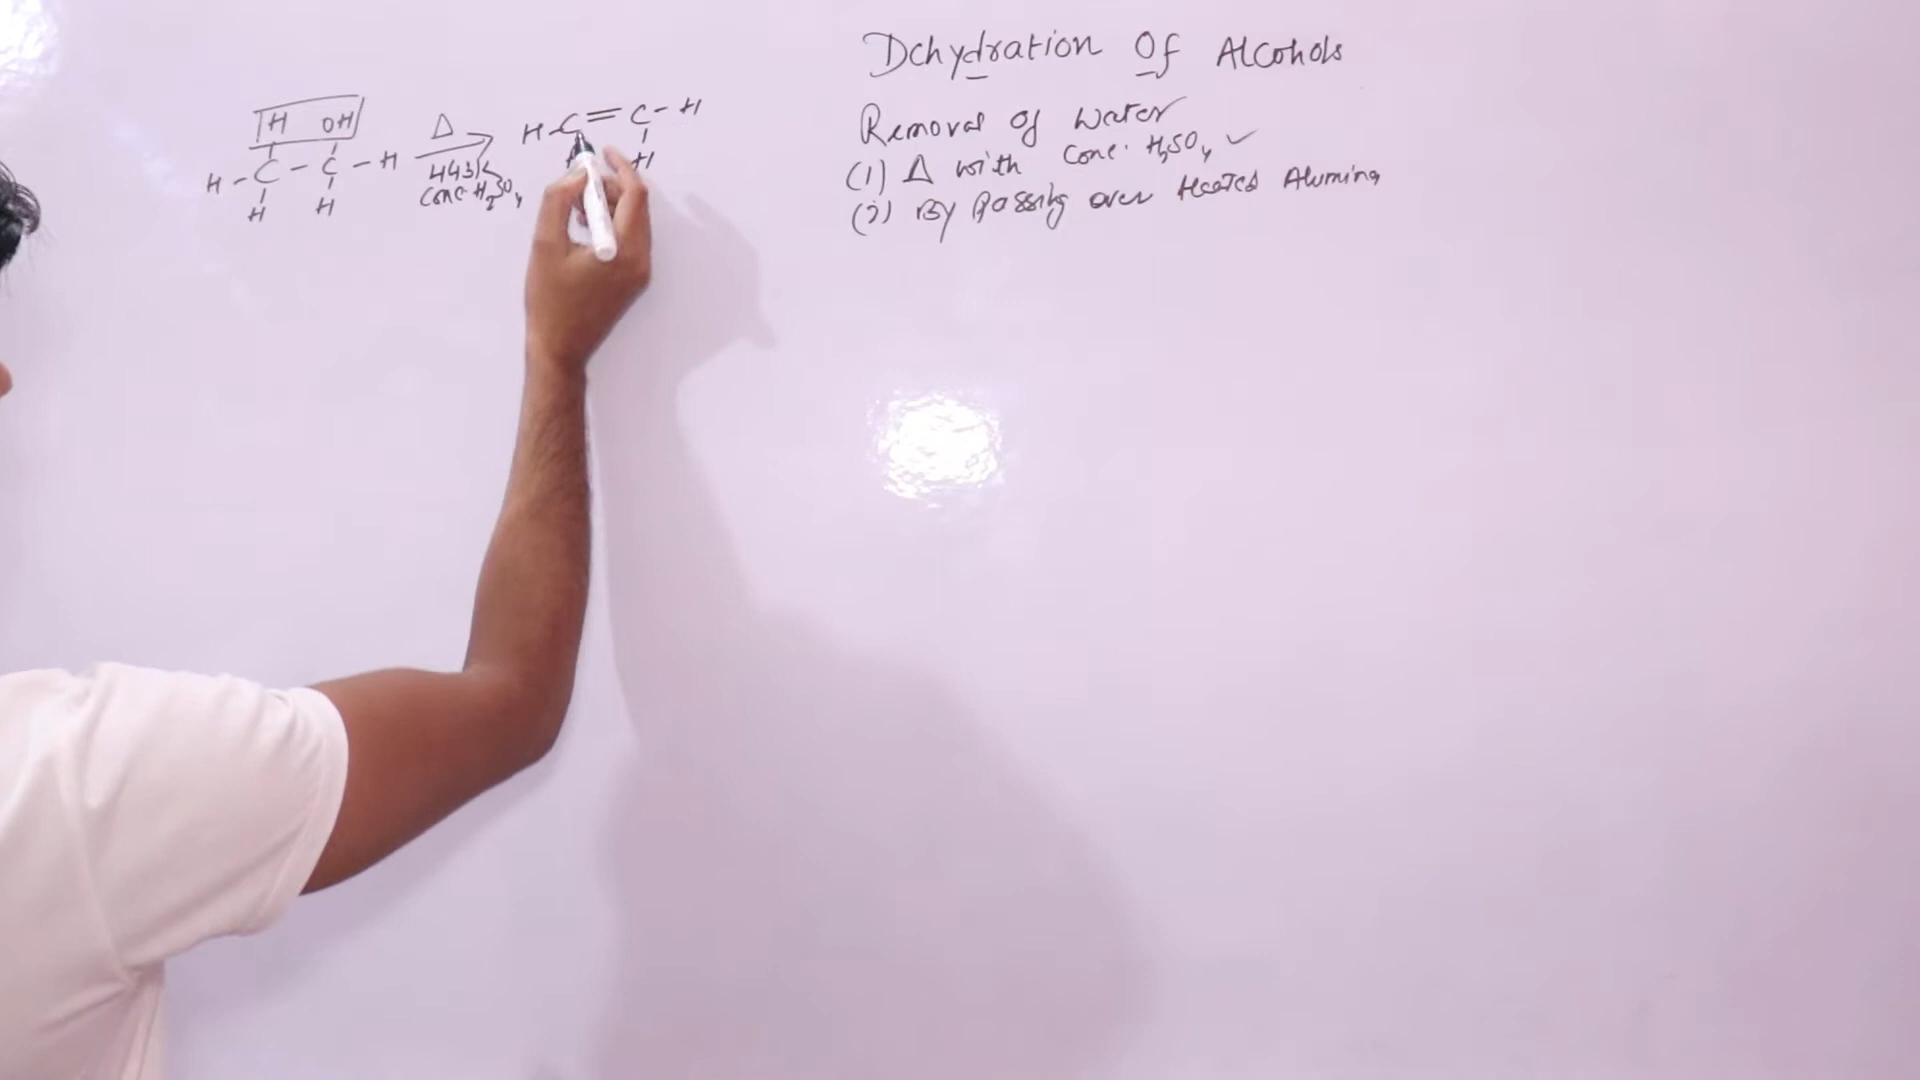 Dehydration Of Alcohols
Removal of Water
(1) Δ with conc. H₂SO₄ ✓
(2) By passing over Heated Alumina
H OH
H - C - C - H
H H
Δ
443K
conc. H₂SO₄
H - C = C - H
H